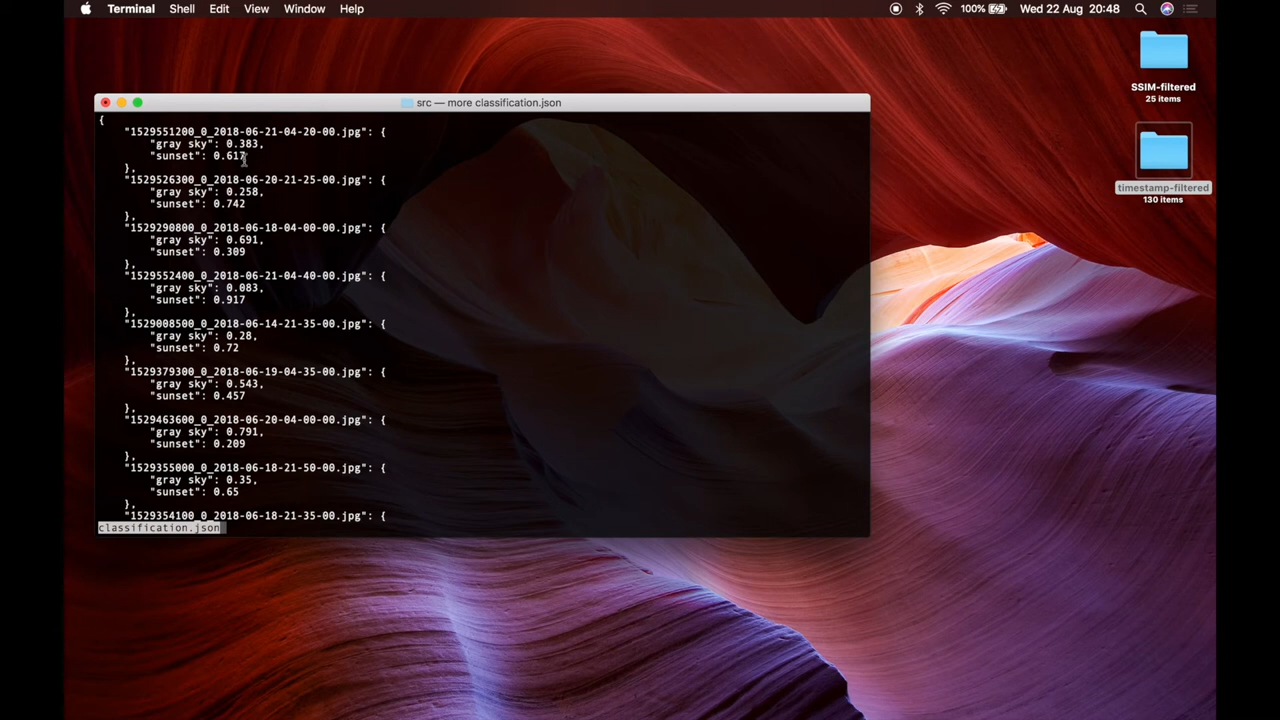 Terminal Shell Edit View Window Help 100% Wed 22 Aug 20:48
SSIM-filtered
25 items
timestamp-filtered
130 items
src — more classification.json
{
"1529551200_0_2018-06-21-04-20-00.jpg": {
"gray sky": 0.383,
"sunset": 0.617
},
"1529526300_0_2018-06-20-21-25-00.jpg": {
"gray sky": 0.258,
"sunset": 0.742
},
"1529290800_0_2018-06-18-04-00-00.jpg": {
"gray sky": 0.691,
"sunset": 0.309
},
"1529552400_0_2018-06-21-04-40-00.jpg": {
"gray sky": 0.083,
"sunset": 0.917
},
"1529008500_0_2018-06-14-21-35-00.jpg": {
"gray sky": 0.28,
"sunset": 0.72
},
"1529379300_0_2018-06-19-04-35-00.jpg": {
"gray sky": 0.543,
"sunset": 0.457
},
"1529463600_0_2018-06-20-04-00-00.jpg": {
"gray sky": 0.791,
"sunset": 0.209
},
"1529355000_0_2018-06-18-21-50-00.jpg": {
"gray sky": 0.35,
"sunset": 0.65
},
"1529354100_0_2018-06-18-21-35-00.jpg": {
classification.json